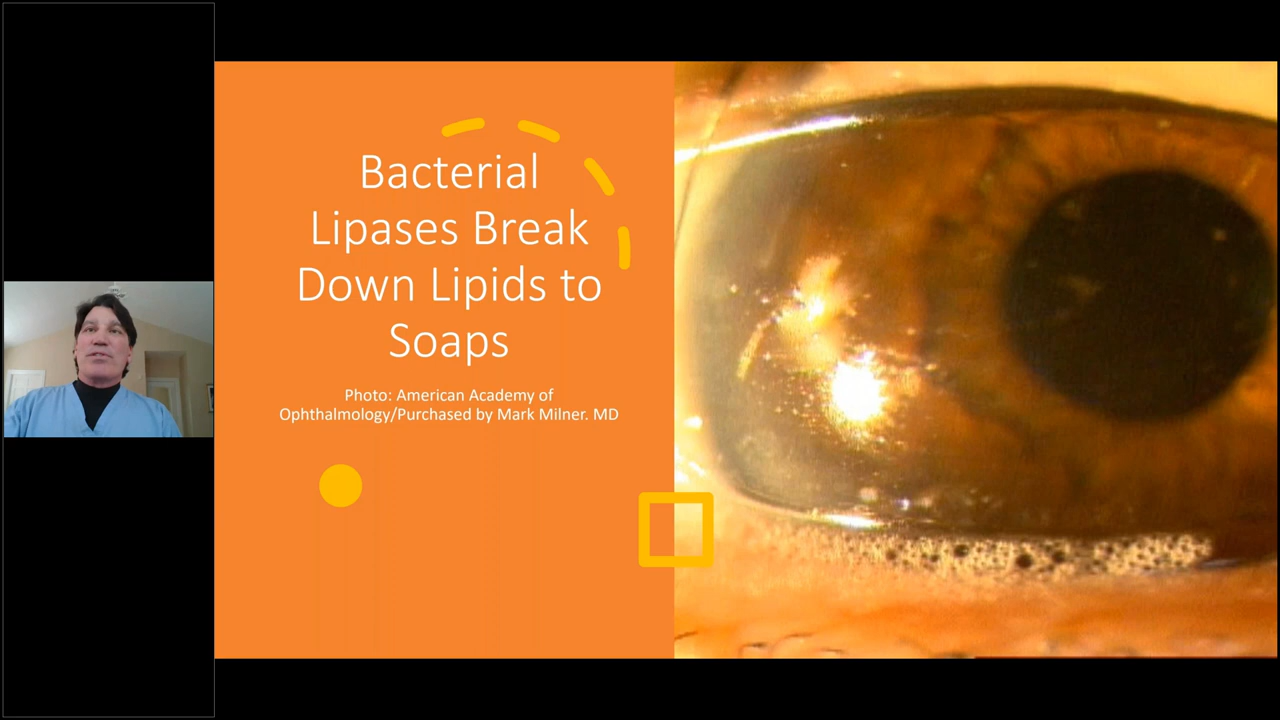 Bacterial
Lipases Break
Down Lipids to
Soaps
Photo: American Academy of
Ophthalmology/Purchased by Mark Milner. MD